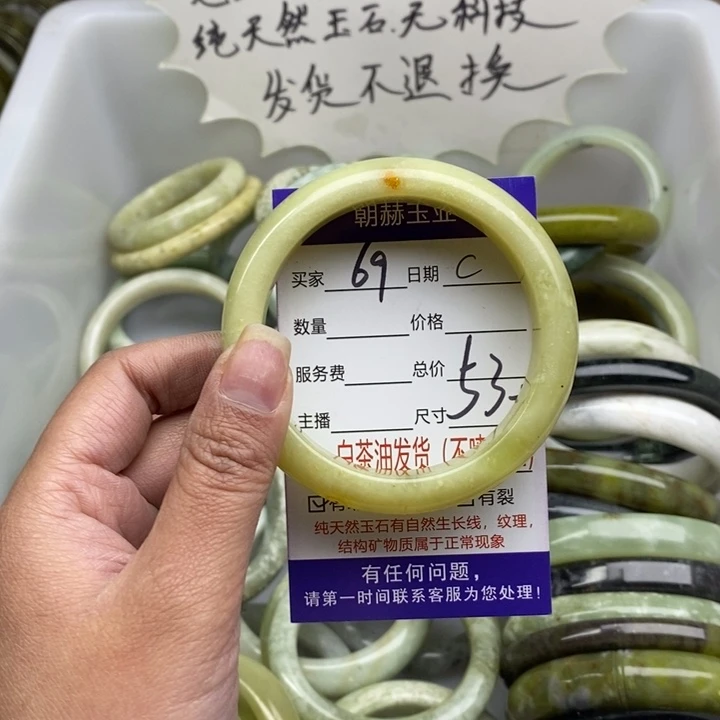 纯天然玉石.无科技
发货不退换
朝赫玉业
买家 69 日期 C
数量 价格
服务费 总价
主播 尺寸 53
白茶油发货（不
有裂
纯天然玉石有自然生长线，纹理，
结构矿物质属于正常现象
有任何问题，
请第一时间联系客服为您处理！